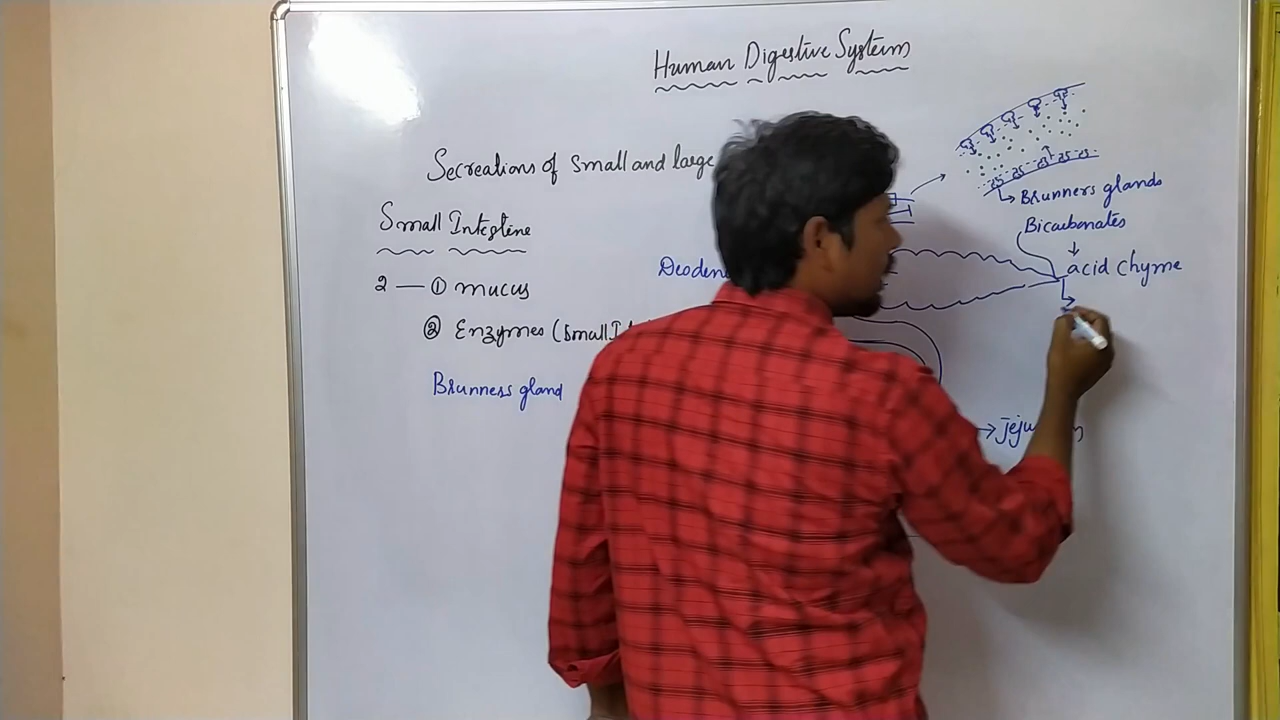 Human Digestive System
Secreations of Small and large
Small Intestine
2 — ① mucus
② Enzymes (Small
Brunners gland
Brunners glands
Bicarbonates
acid chyme